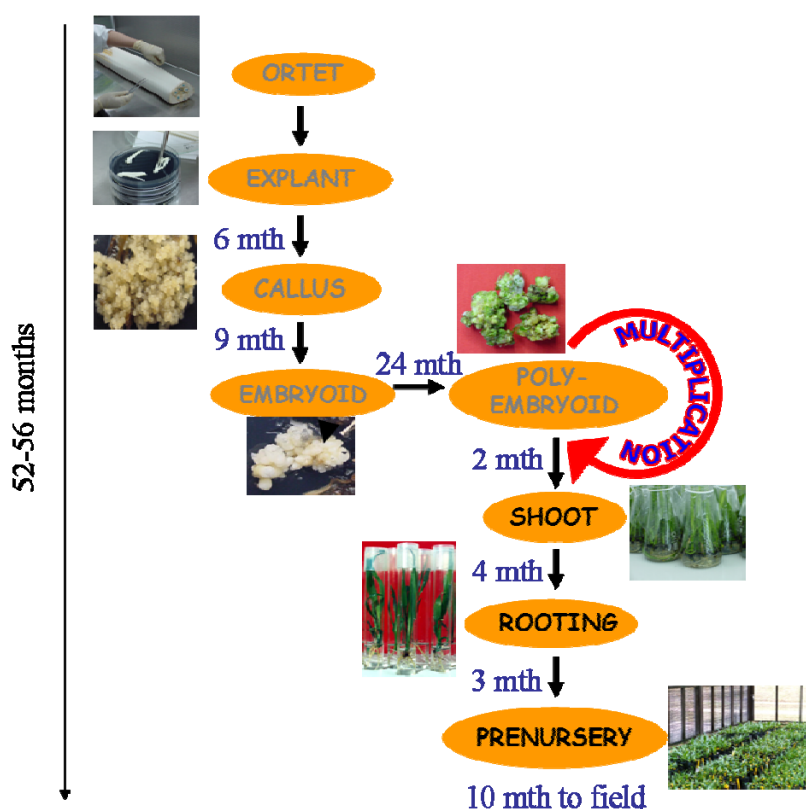 ORTET
EXPLANT
6 mth
CALLUS
9 mth
EMBRYOID
24 mth
POLY-
EMBRYOID
MULTIPLICATION
2 mth
SHOOT
4 mth
ROOTING
3 mth
PRENURSERY
10 mth to field
52-56 months